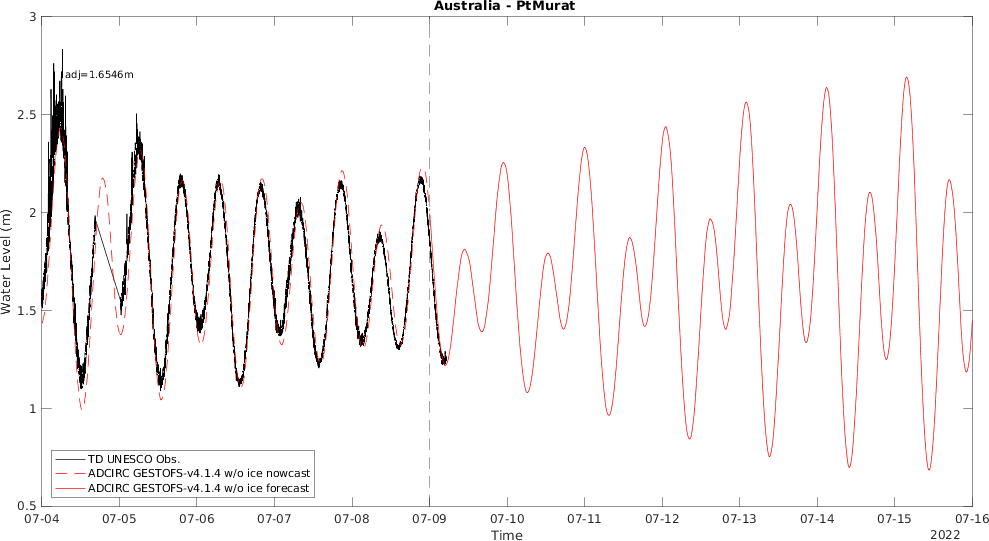 Australia - PtMurat
3
2.5
2
1.5
1
0.5
Water Level (m)
adj=1.6546m
TD UNESCO Obs.
ADCIRC GESTOFS-v4.1.4 w/o ice nowcast
ADCIRC GESTOFS-v4.1.4 w/o ice forecast
07-04 07-05 07-06 07-07 07-08 07-09 07-10 07-11 07-12 07-13 07-14 07-15 07-16
Time
2022